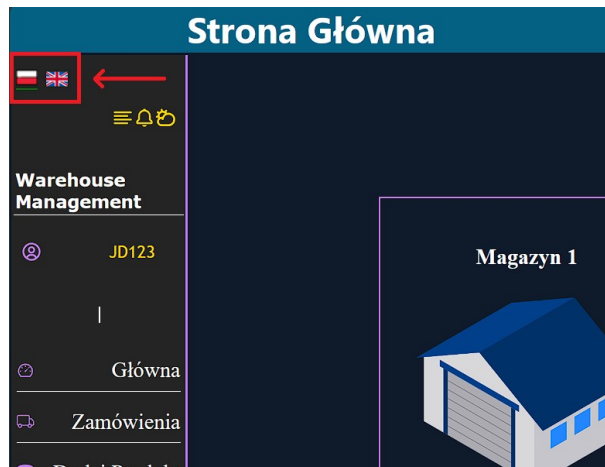 Strona Główna
Warehouse
Management
JD123
Główna
Zamówienia
Magazyn 1